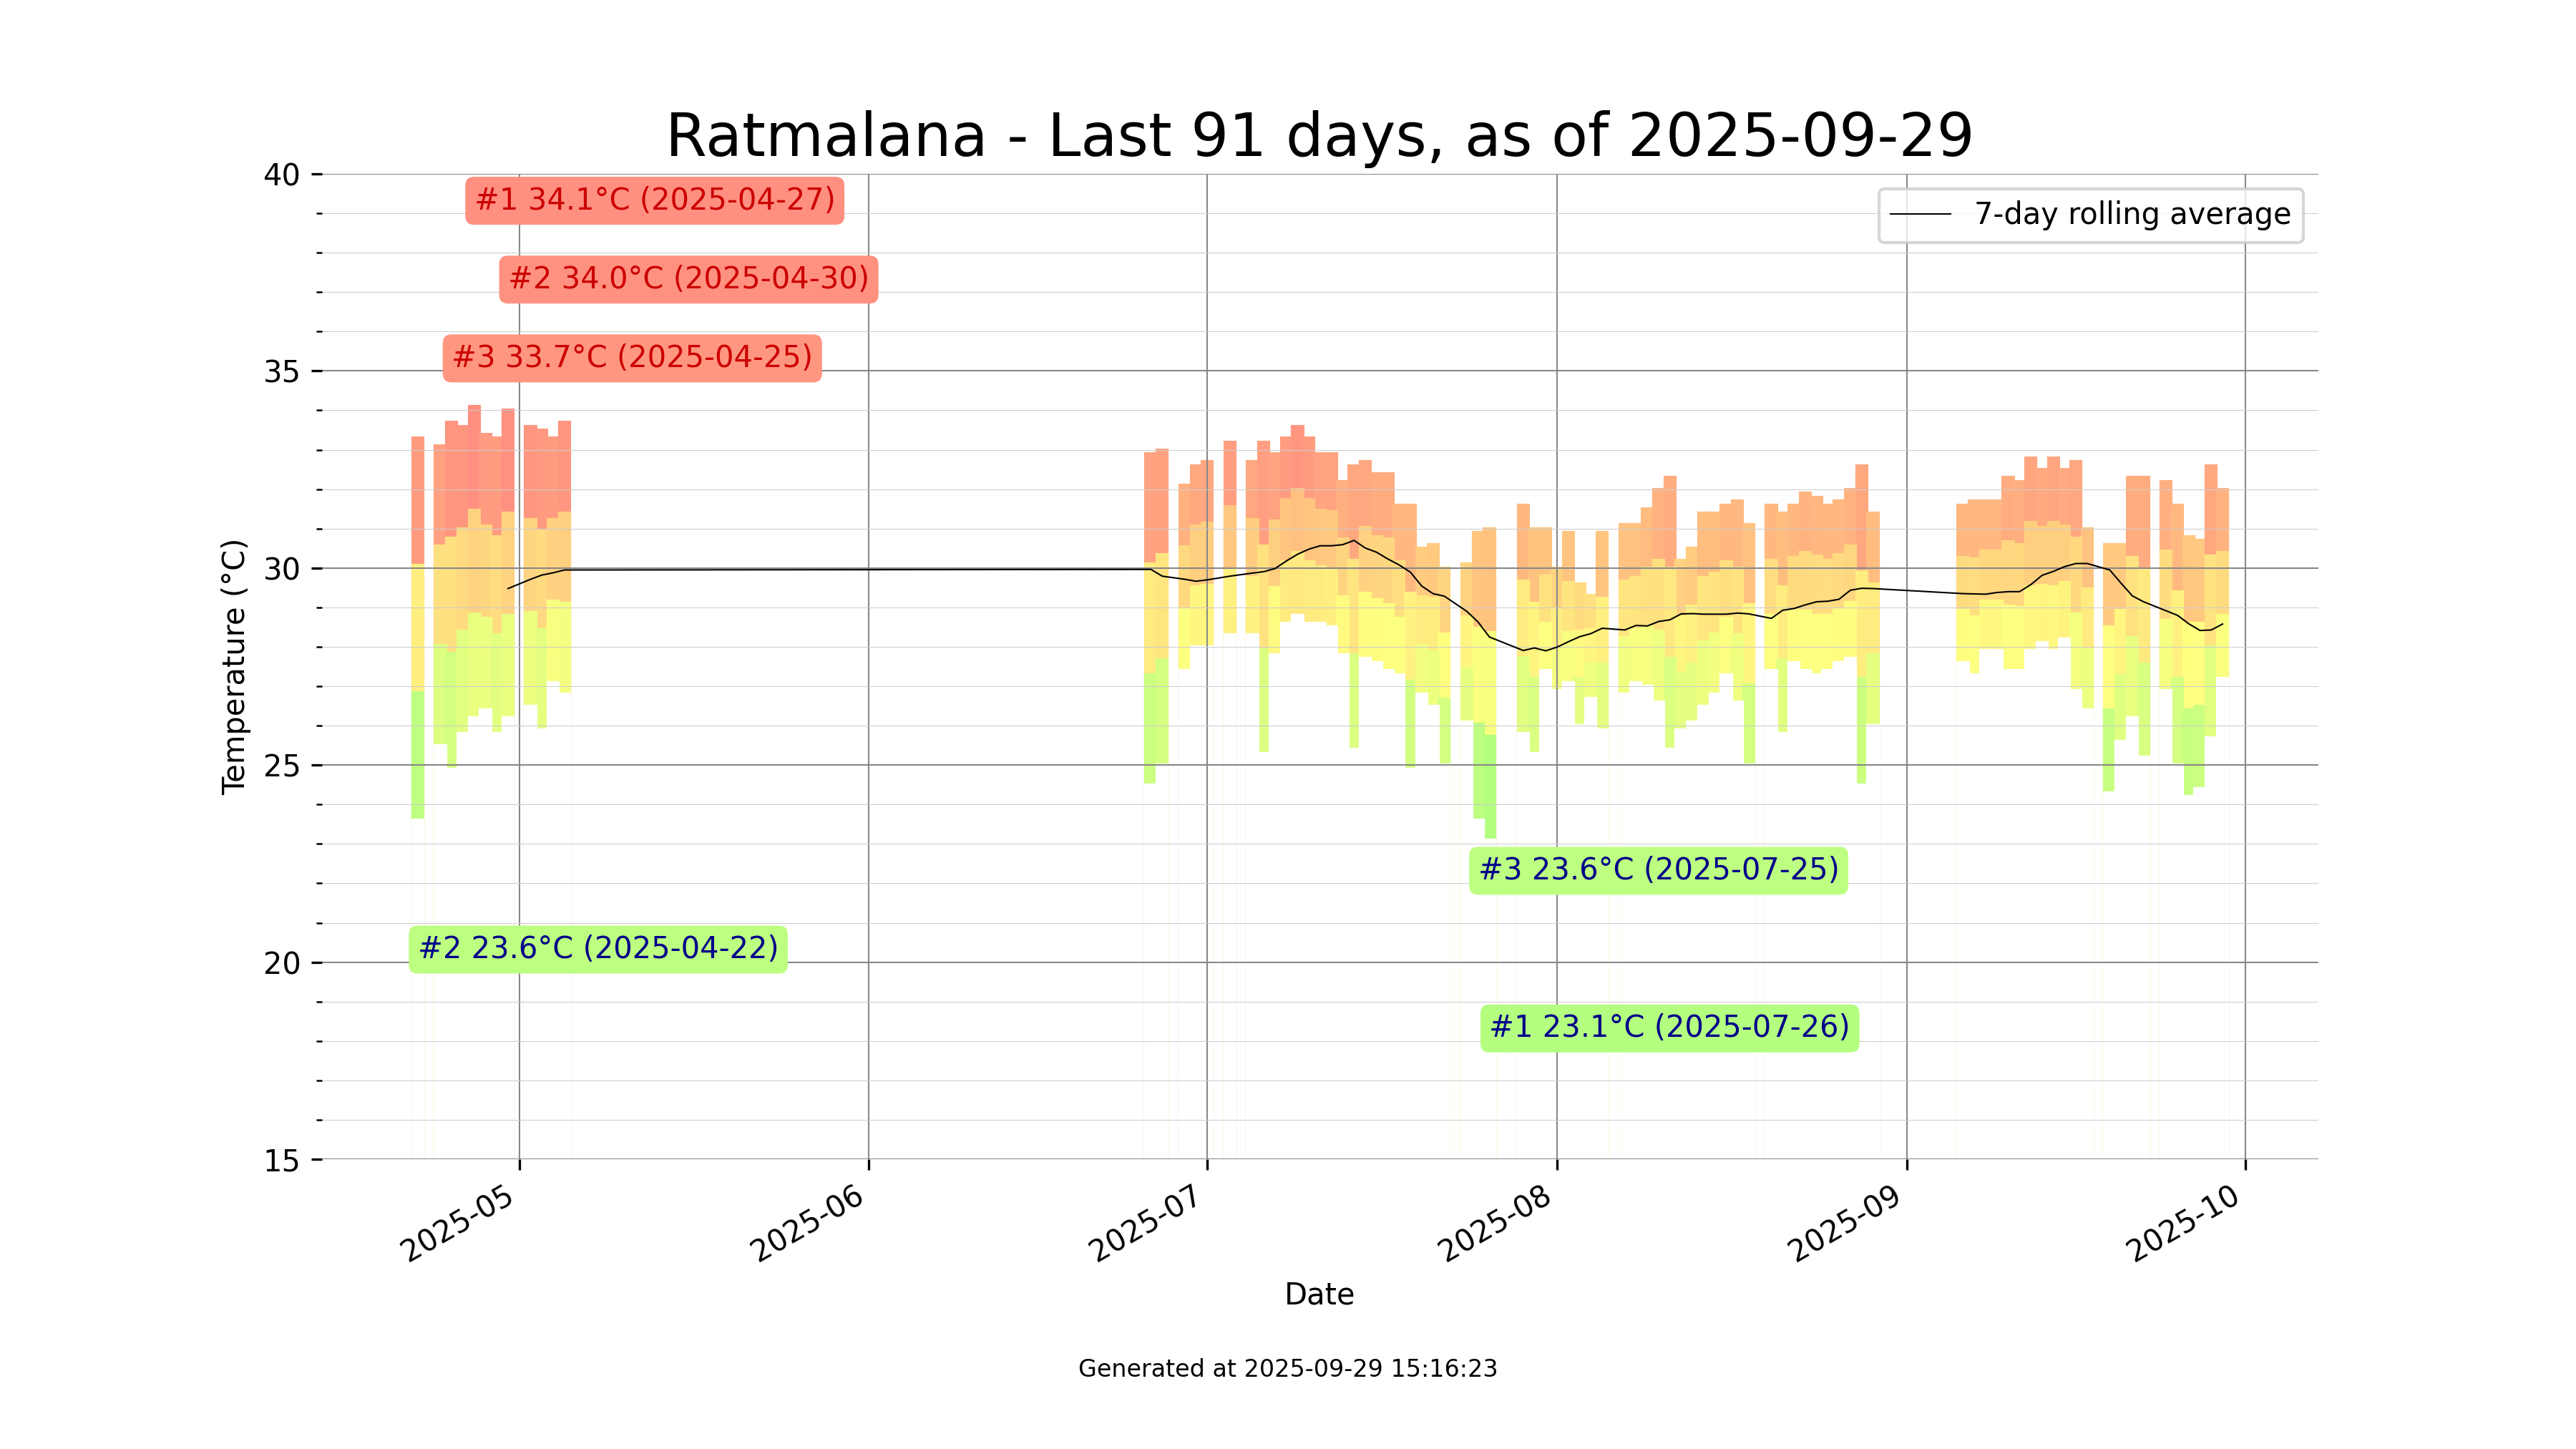 Ratmalana - Last 91 days, as of 2025-09-29
40
35
30
25
20
15
Temperature (°C)
#1 34.1°C (2025-04-27)
#2 34.0°C (2025-04-30)
#3 33.7°C (2025-04-25)
7-day rolling average
#3 23.6°C (2025-07-25)
#2 23.6°C (2025-04-22)
#1 23.1°C (2025-07-26)
2025-05
2025-06
2025-07
2025-08
2025-09
2025-10
Date
Generated at 2025-09-29 15:16:23